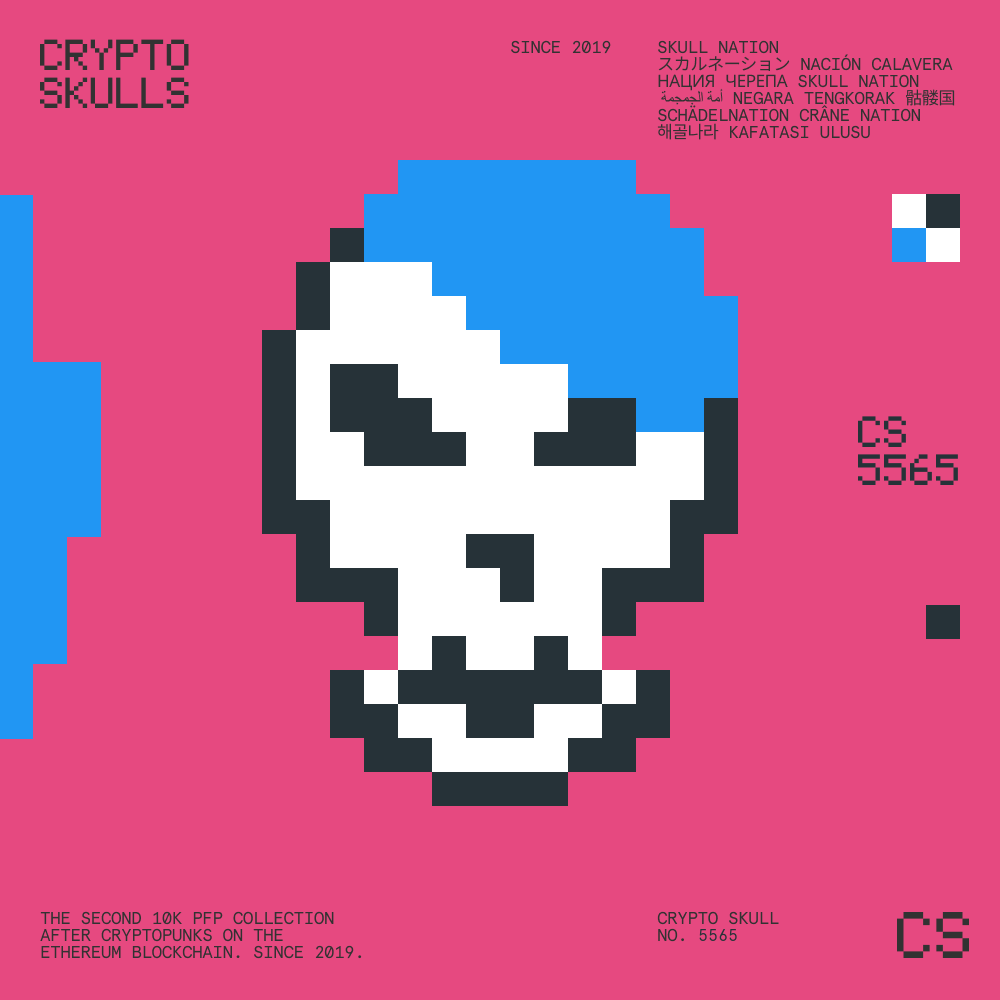 CRYPTO
SKULLS
SINCE 2019
SKULL NATION
スカルネーション NACIÓN CALAVERA
НАЦИЯ ЧЕРЕПА SKULL NATION
أمة الجمجمة NEGARA TENGKORAK 骷髅国
SCHÄDELNATION CRÂNE NATION
해골나라 KAFATASI ULUSU
CS
5565
THE SECOND 10K PFP COLLECTION
AFTER CRYPTOPUNKS ON THE
ETHEREUM BLOCKCHAIN. SINCE 2019.
CRYPTO SKULL
NO. 5565
CS